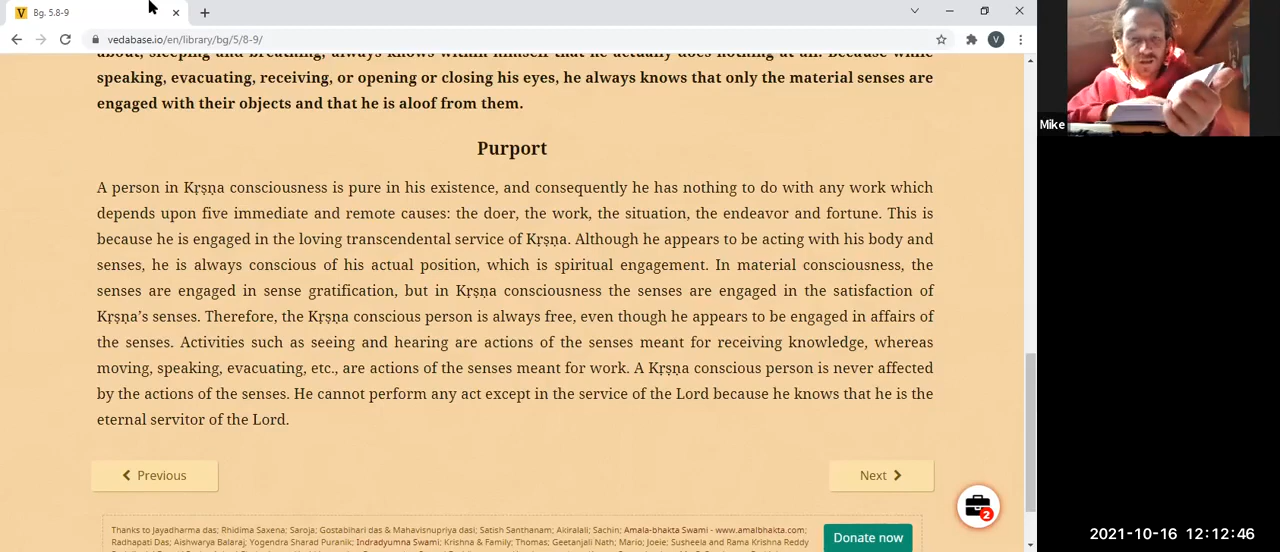 Bg. 5.8-9
vedabase.io/en/library/bg/5/8-9/
V
speaking, evacuating, receiving, or opening or closing his eyes, he always knows that only the material senses are
engaged with their objects and that he is aloof from them.
Purport
A person in Kṛṣṇa consciousness is pure in his existence, and consequently he has nothing to do with any work which
depends upon five immediate and remote causes: the doer, the work, the situation, the endeavor and fortune. This is
because he is engaged in the loving transcendental service of Kṛṣṇa. Although he appears to be acting with his body and
senses, he is always conscious of his actual position, which is spiritual engagement. In material consciousness, the
senses are engaged in sense gratification, but in Kṛṣṇa consciousness the senses are engaged in the satisfaction of
Kṛṣṇa’s senses. Therefore, the Kṛṣṇa conscious person is always free, even though he appears to be engaged in affairs of
the senses. Activities such as seeing and hearing are actions of the senses meant for receiving knowledge, whereas
moving, speaking, evacuating, etc., are actions of the senses meant for work. A Kṛṣṇa conscious person is never affected
by the actions of the senses. He cannot perform any act except in the service of the Lord because he knows that he is the
eternal servitor of the Lord.
Previous
Next
2
Thanks to Jayadharma das; Rhidima Saxena; Saroja; Gostabihari das & Mahavisnupriya dasi; Satish Santhanam; Akiralali; Sachin; Amala-bhakta Swami - www.amalbhakta.com;
Radhapati Das; Aishwarya Balaraj; Yogendra Sharad Puranik; Indradyumna Swami; Krishna & Family; Thomas; Geetanjali Nath; Mario; Joeie; Susheela and Rama Krishna Reddy
Donate now
Mike
2021-10-16 12:12:46